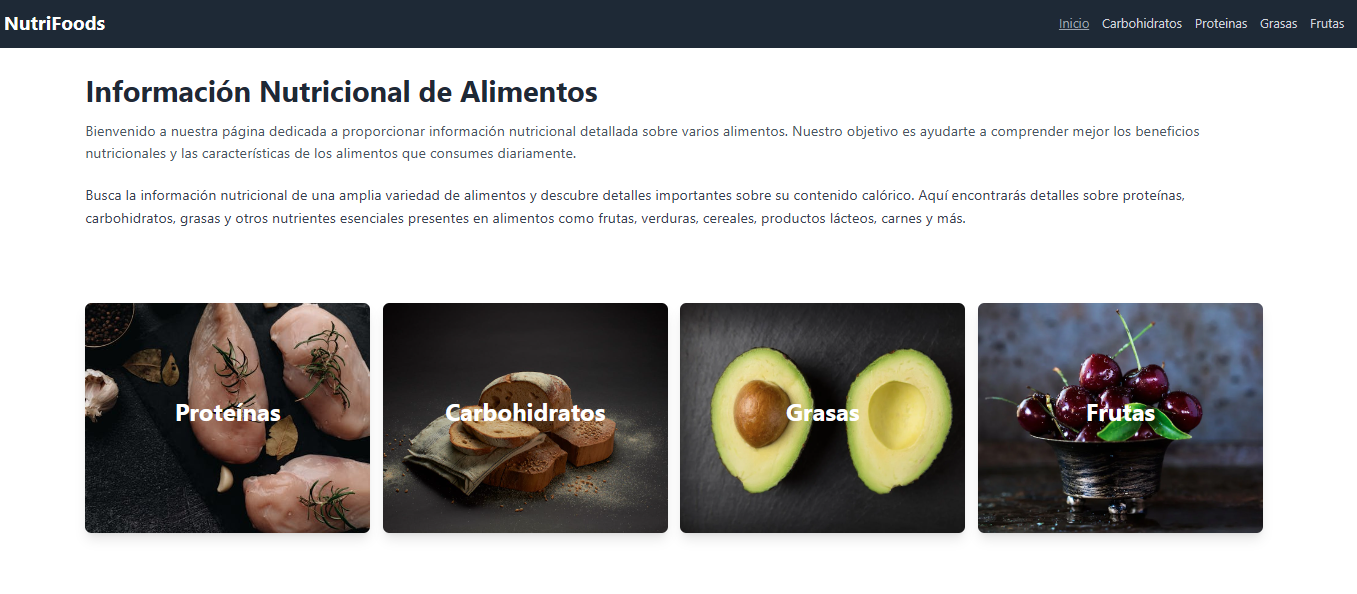 NutriFoods
Inicio Carbohidratos Proteinas Grasas Frutas
Información Nutricional de Alimentos
Bienvenido a nuestra página dedicada a proporcionar información nutricional detallada sobre varios alimentos. Nuestro objetivo es ayudarte a comprender mejor los beneficios
nutricionales y las características de los alimentos que consumes diariamente.
Busca la información nutricional de una amplia variedad de alimentos y descubre detalles importantes sobre su contenido calórico. Aquí encontrarás detalles sobre proteínas,
carbohidratos, grasas y otros nutrientes esenciales presentes en alimentos como frutas, verduras, cereales, productos lácteos, carnes y más.
Proteínas
Carbohidratos
Grasas
Frutas